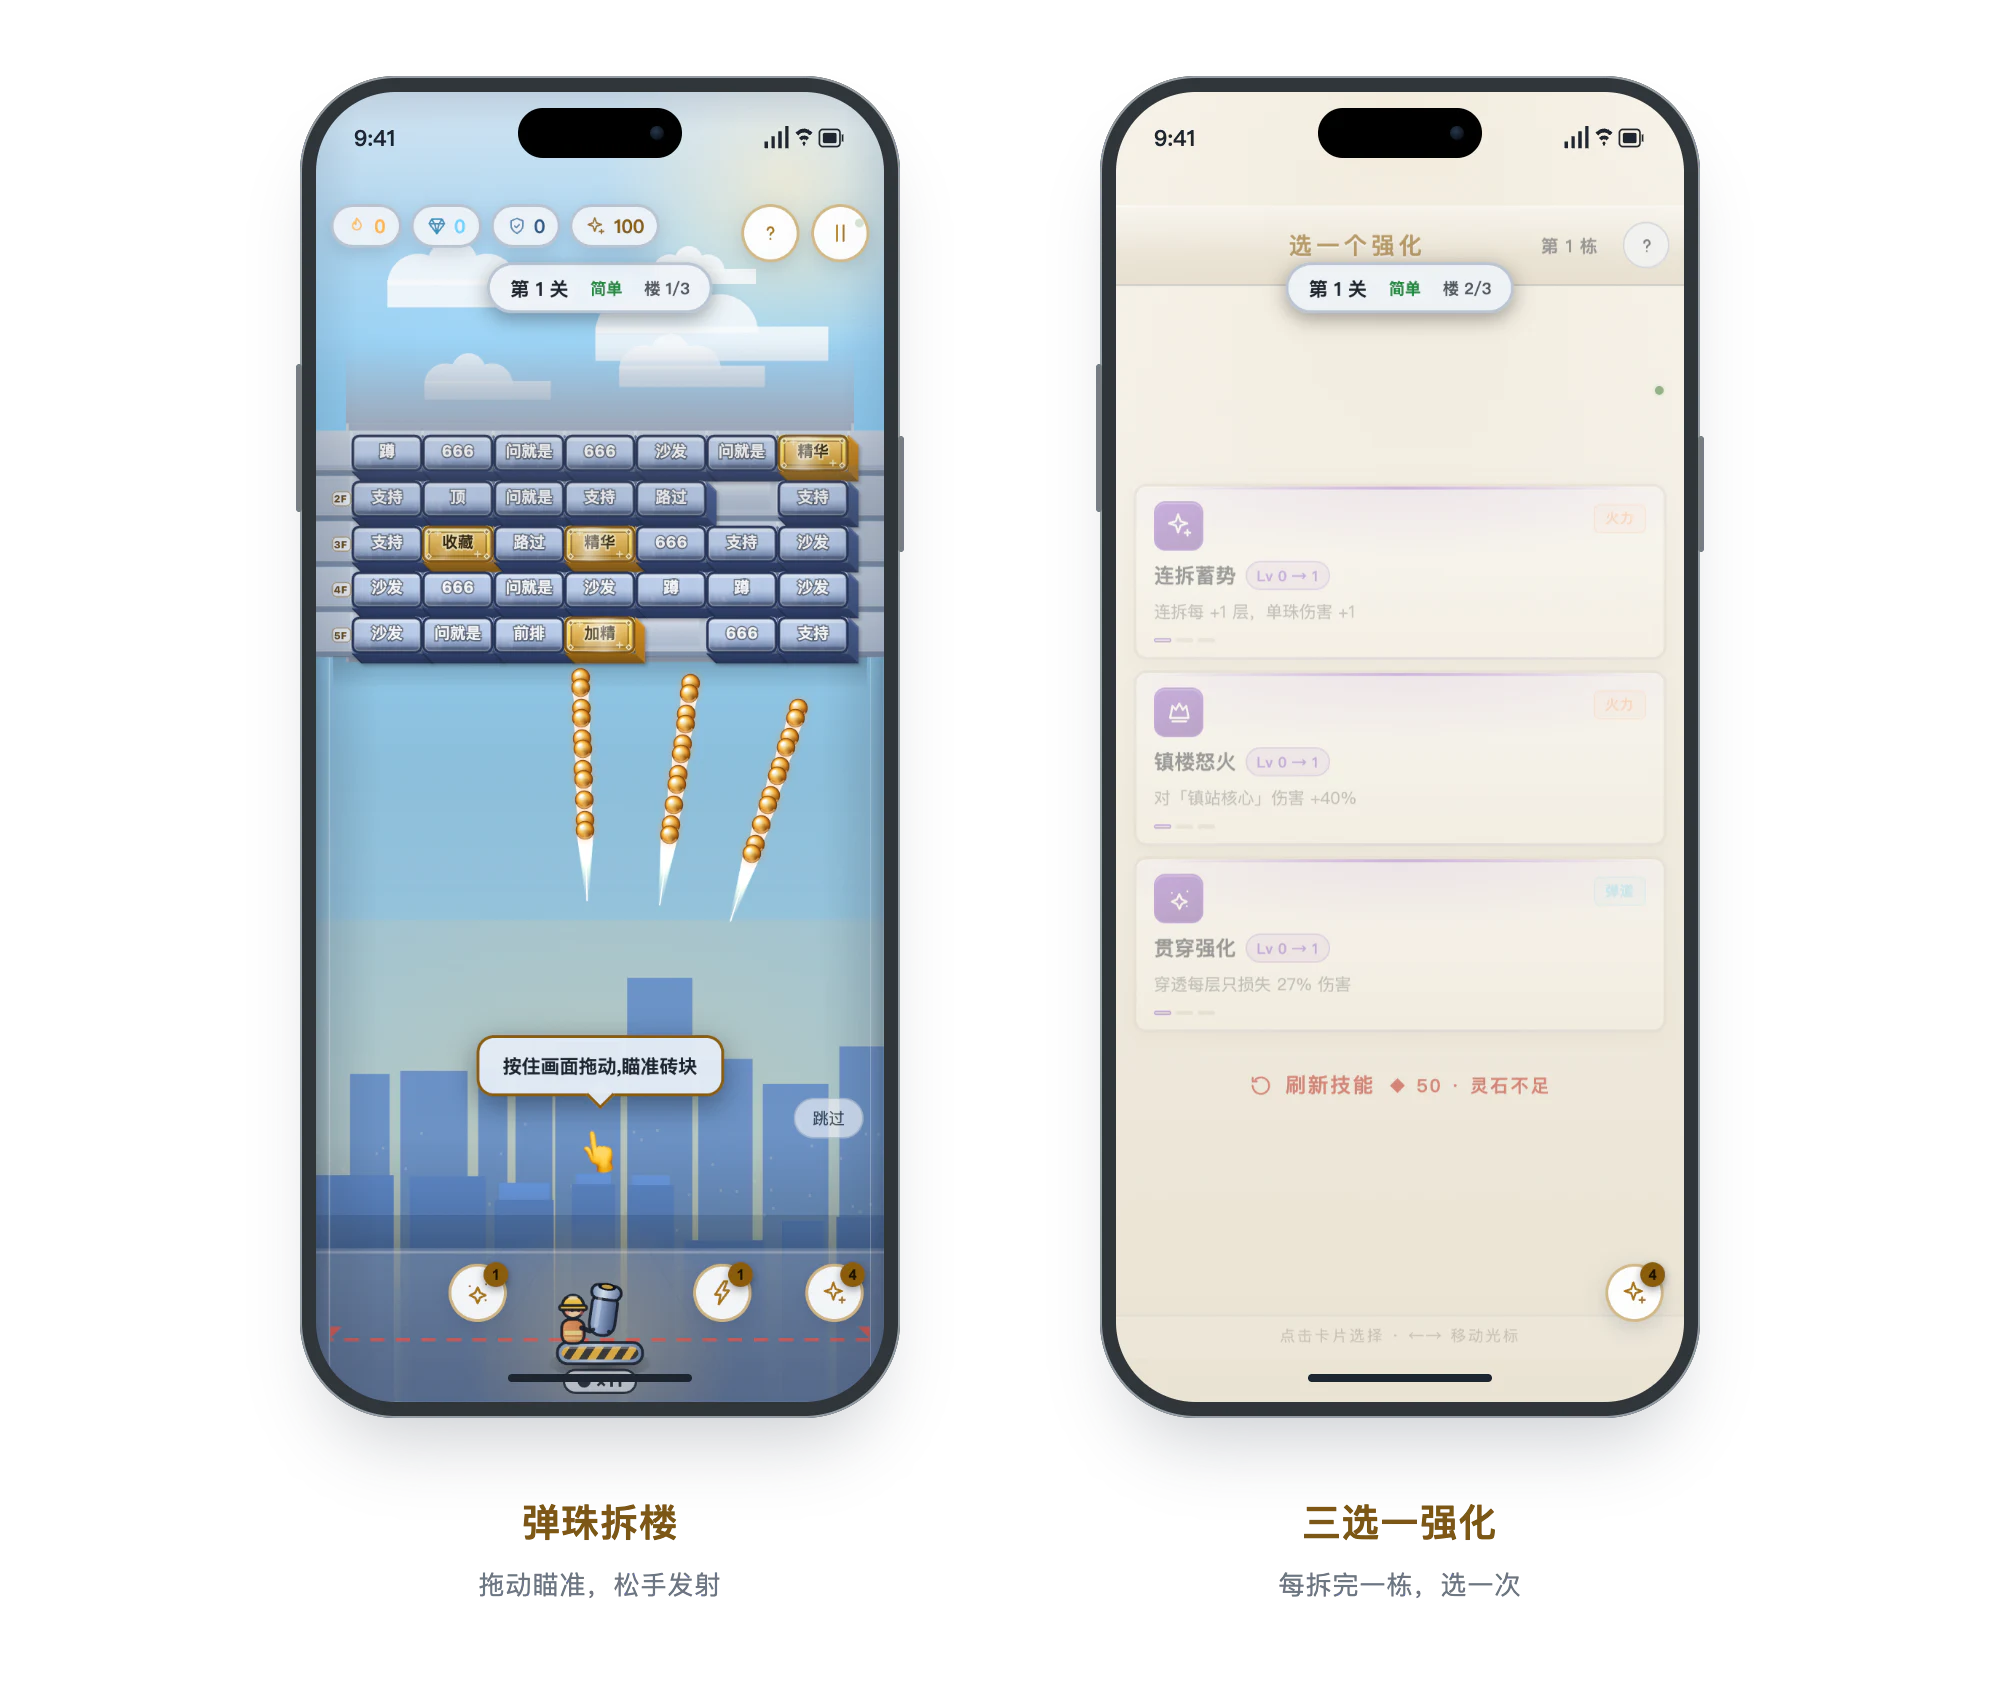 9:41
0
0
0
100
?
第 1 关 简单 楼 1/3
蹲 666 问就是 666 沙发 问就是 精华
2F 支持 顶 问就是 支持 路过 支持
3F 支持 收藏 路过 精华 666 支持 沙发
4F 沙发 666 问就是 沙发 蹲 蹲 沙发
5F 沙发 问就是 前排 加精 666 支持
按住画面拖动,瞄准砖块
跳过
1
1
4
弹珠拆楼
拖动瞄准，松手发射
9:41
选一个强化
第 1 栋
?
第 1 关 简单 楼 2/3
火力
连拆蓄势 Lv 0 → 1
连拆每 +1 层，单珠伤害 +1
火力
镇楼怒火 Lv 0 → 1
对「镇站核心」伤害 +40%
弹道
贯穿强化 Lv 0 → 1
穿透每层只损失 27% 伤害
刷新技能 ◆ 50 · 灵石不足
4
点击卡片选择 · ←→ 移动光标
三选一强化
每拆完一栋，选一次